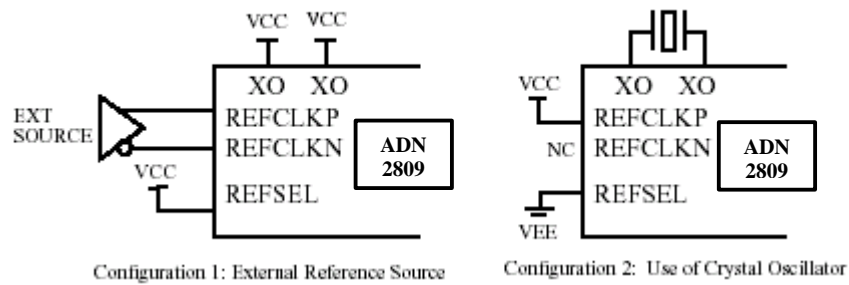 VCC VCC
XO XO
EXT
SOURCE
REFCLKP
REFCLKN
VCC
REFSEL
ADN
2809
Configuration 1: External Reference Source
XO XO
VCC
REFCLKP
NC
REFCLKN
REFSEL
VEE
ADN
2809
Configuration 2: Use of Crystal Oscillator